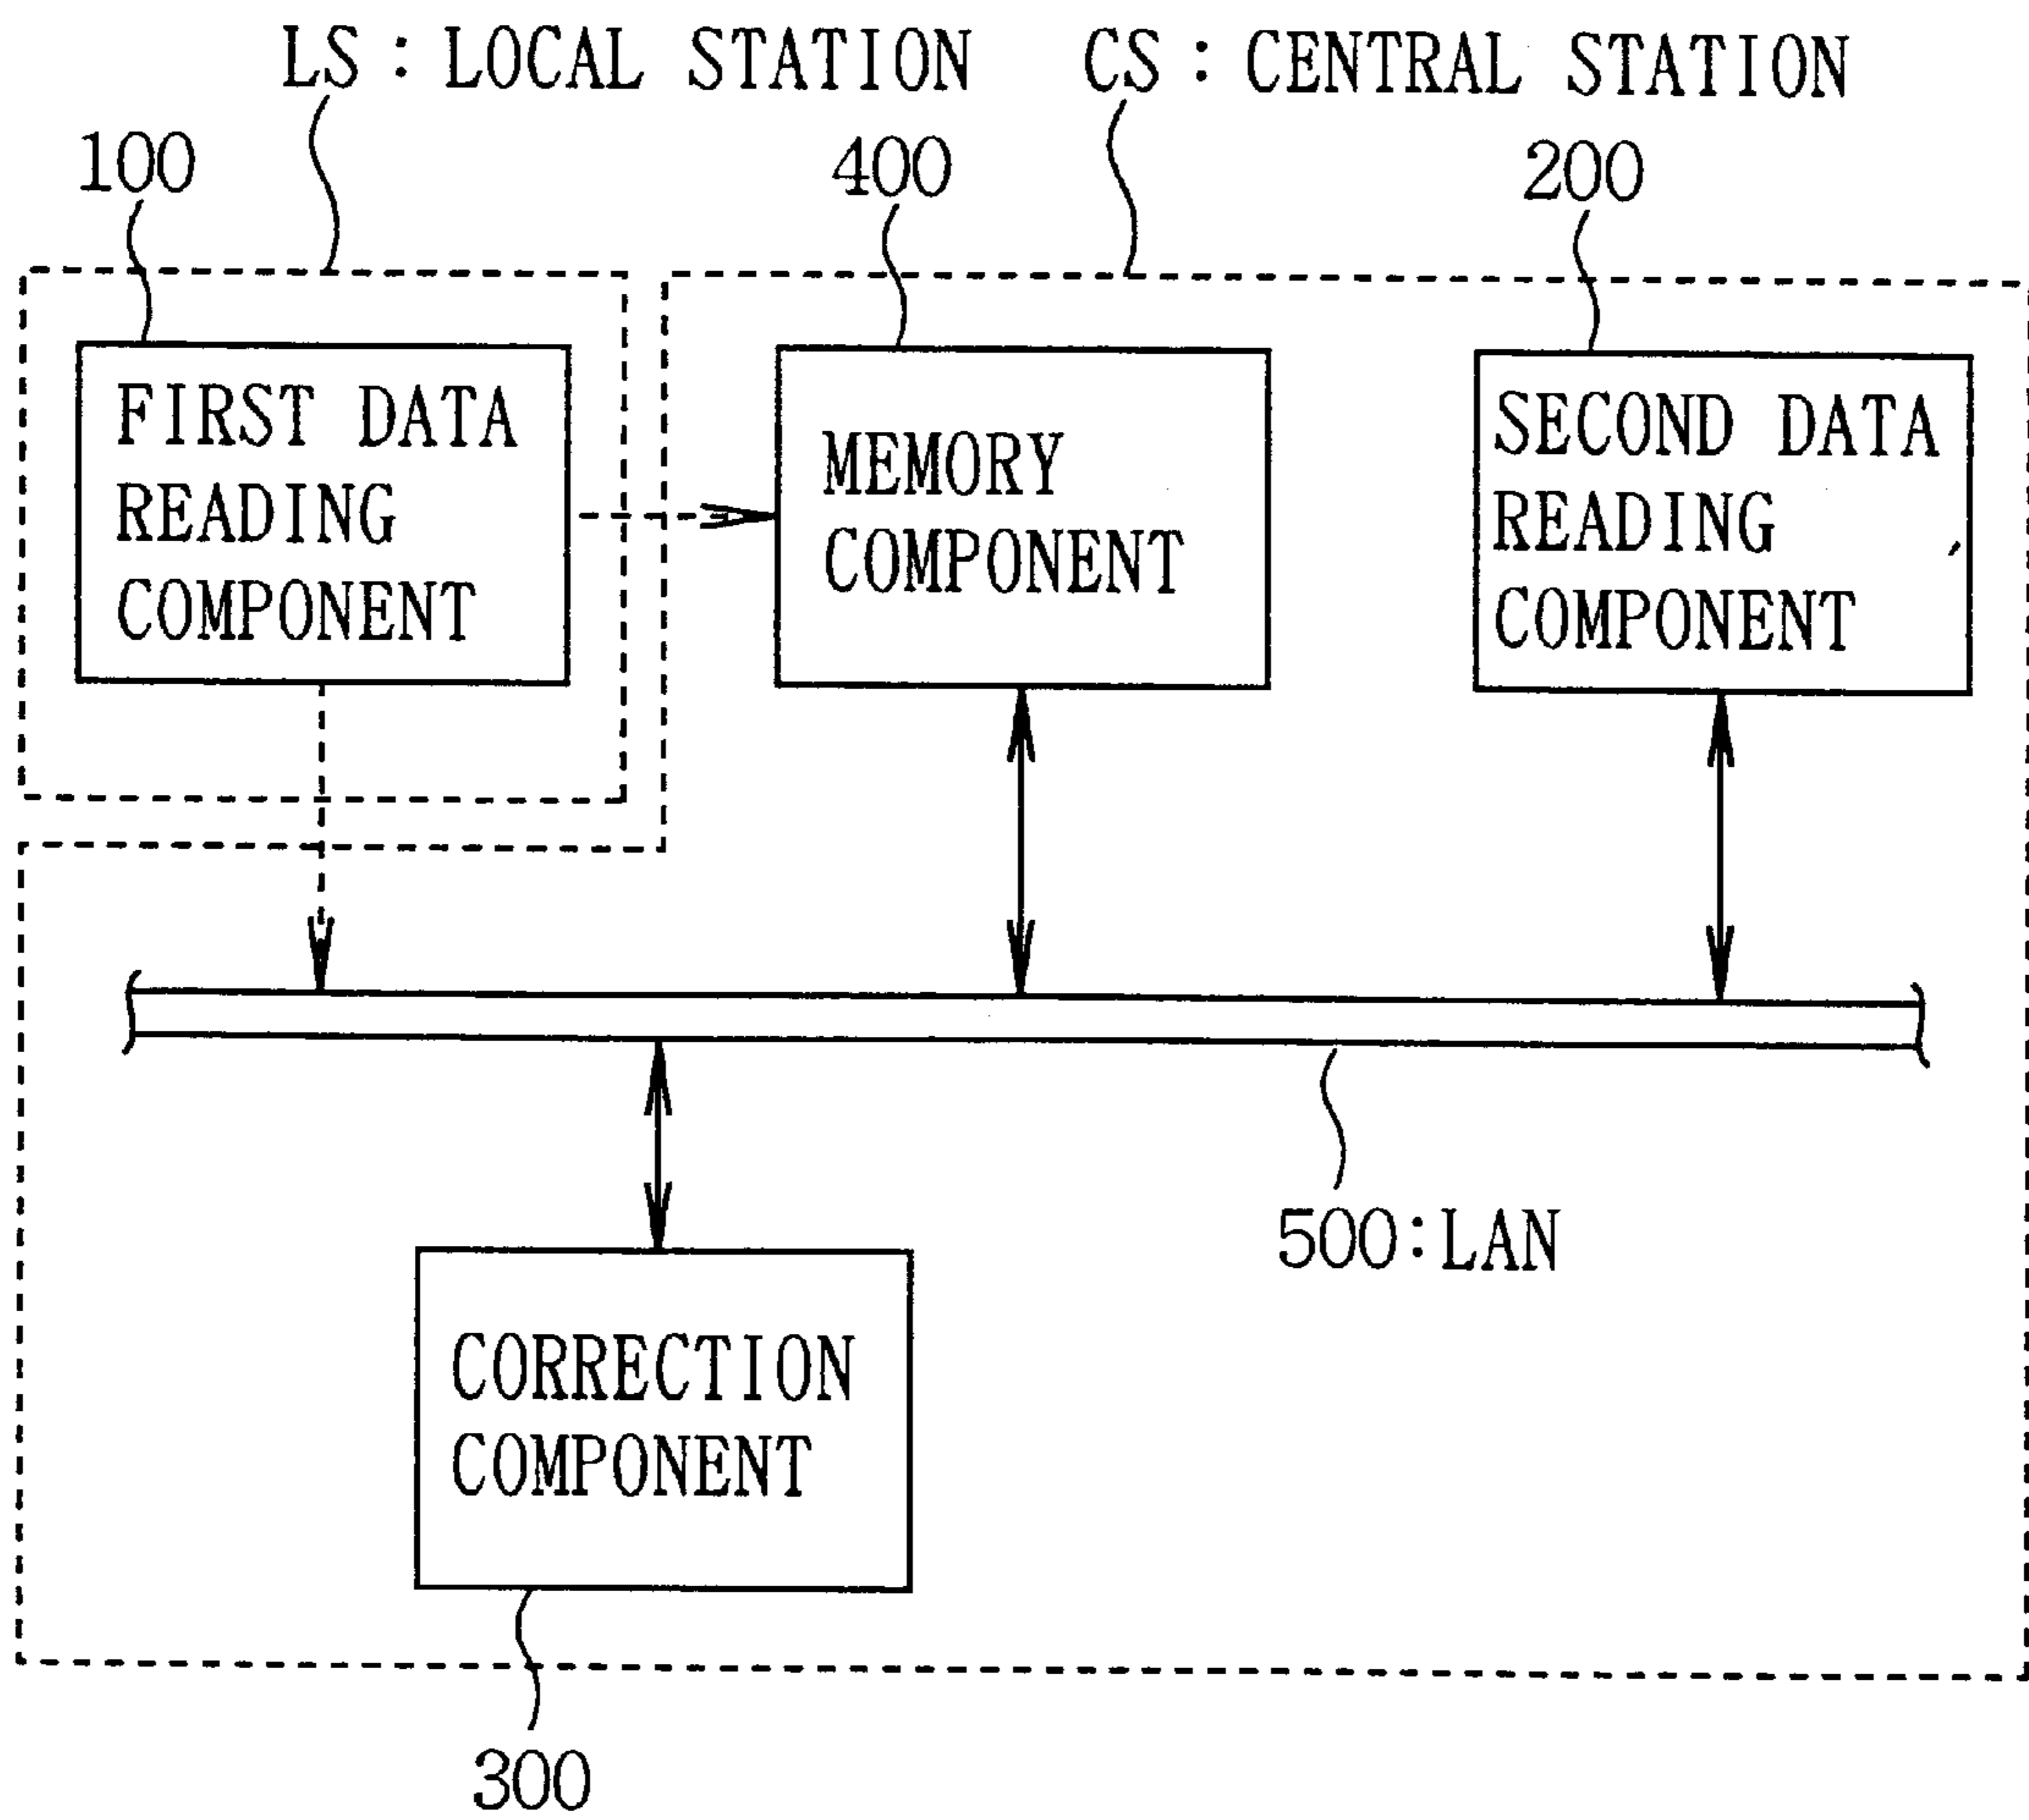 LS : LOCAL STATION
CS : CENTRAL STATION
100
400
200
FIRST DATA
READING
COMPONENT
MEMORY
COMPONENT
SECOND DATA
READING
COMPONENT
500:LAN
CORRECTION
COMPONENT
300